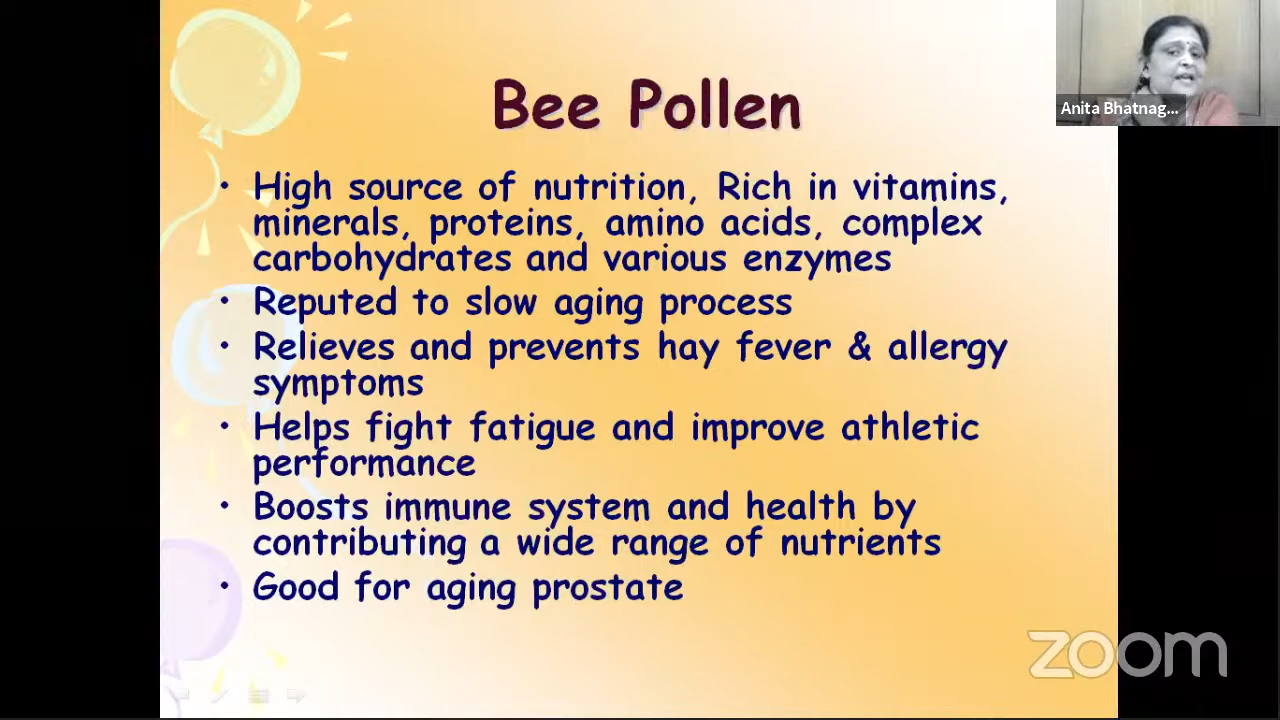 Bee Pollen
Anita Bhatnag...
• High source of nutrition, Rich in vitamins,
minerals, proteins, amino acids, complex
carbohydrates and various enzymes
• Reputed to slow aging process
• Relieves and prevents hay fever & allergy
symptoms
• Helps fight fatigue and improve athletic
performance
• Boosts immune system and health by
contributing a wide range of nutrients
• Good for aging prostate
zoom